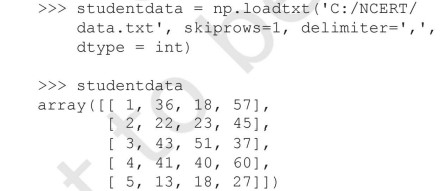 >>> studentdata = np.loadtxt('C:/NCERT/
data.txt', skiprows=1, delimiter=',',
dtype = int)
>>> studentdata
array([[ 1, 36, 18, 57],
[ 2, 22, 23, 45],
[ 3, 43, 51, 37],
[ 4, 41, 40, 60],
[ 5, 13, 18, 27]])